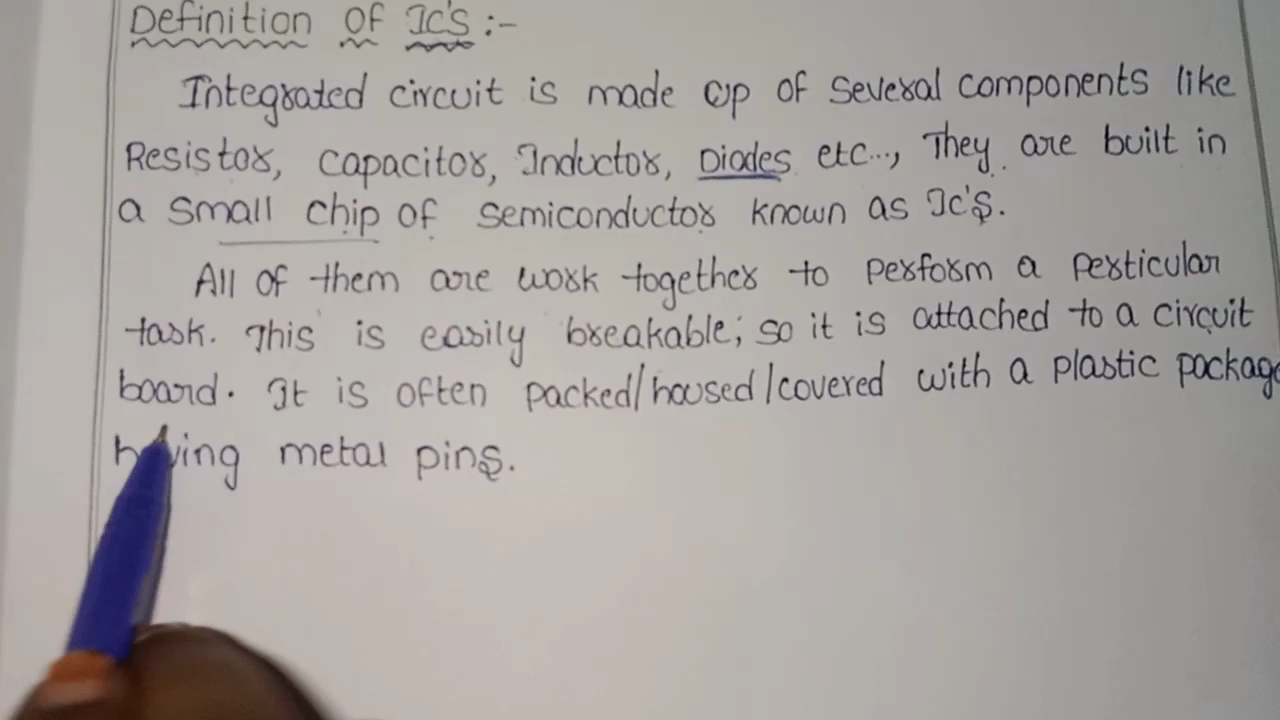 Definition of IC's :-
Integrated circuit is made up of several components like
Resistor, capacitor, Inductor, Diodes etc..., They are built in
a small chip of semiconductor known as IC's.
All of them are work together to perform a perticular
task. This is easily breakable, so it is attached to a circuit
board. It is often packed/housed/covered with a plastic package
having metal pins.